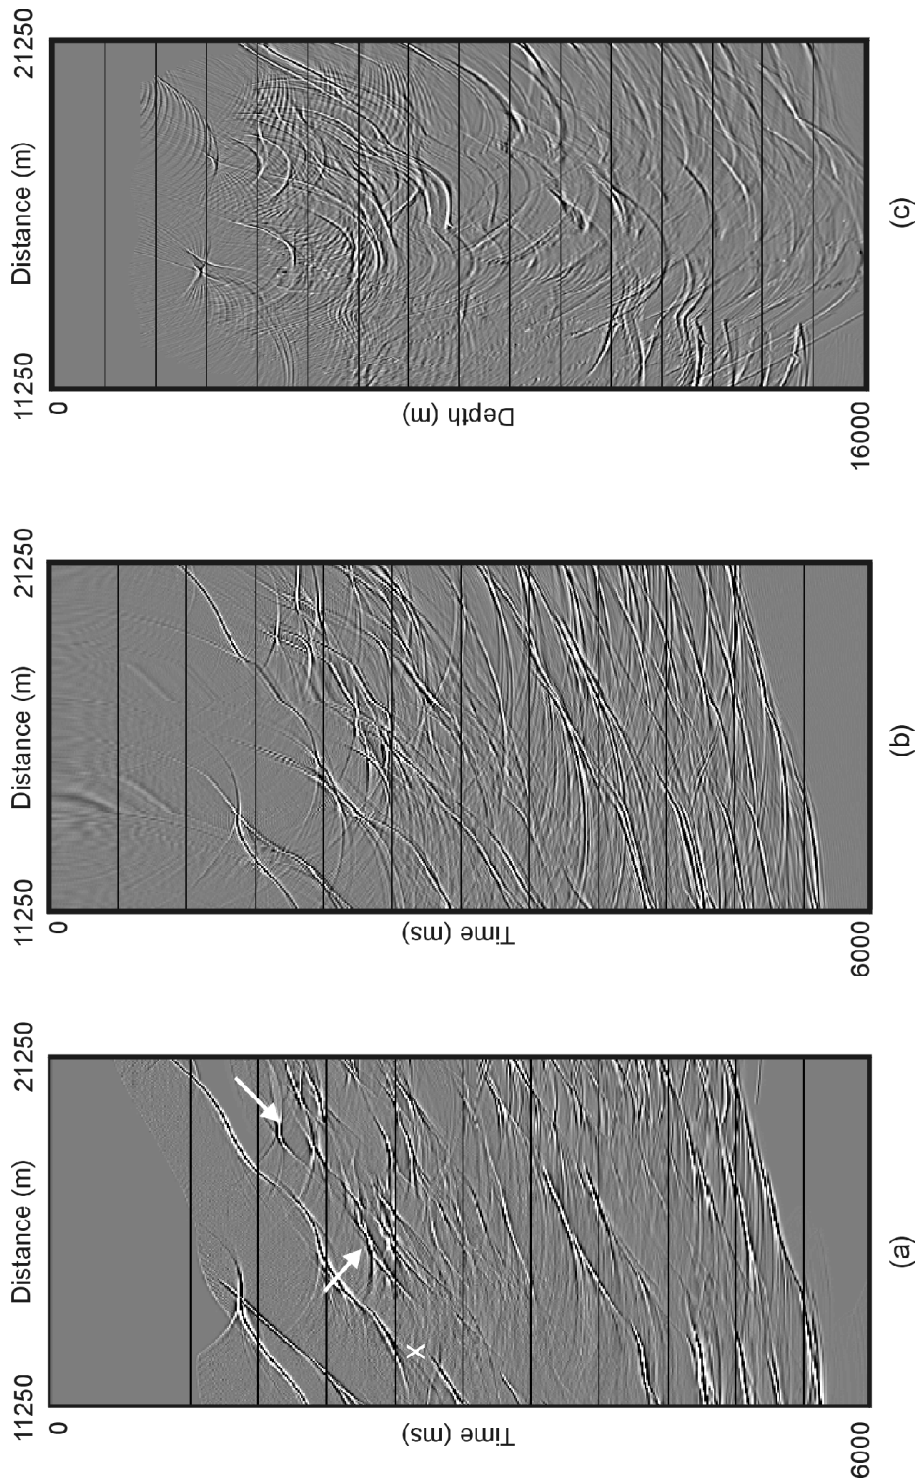 Distance (m)
11250
21250
0
Depth (m)
16000
(c)
Distance (m)
11250
21250
0
Time (ms)
6000
(b)
Distance (m)
11250
21250
0
Time (ms)
6000
X
(a)